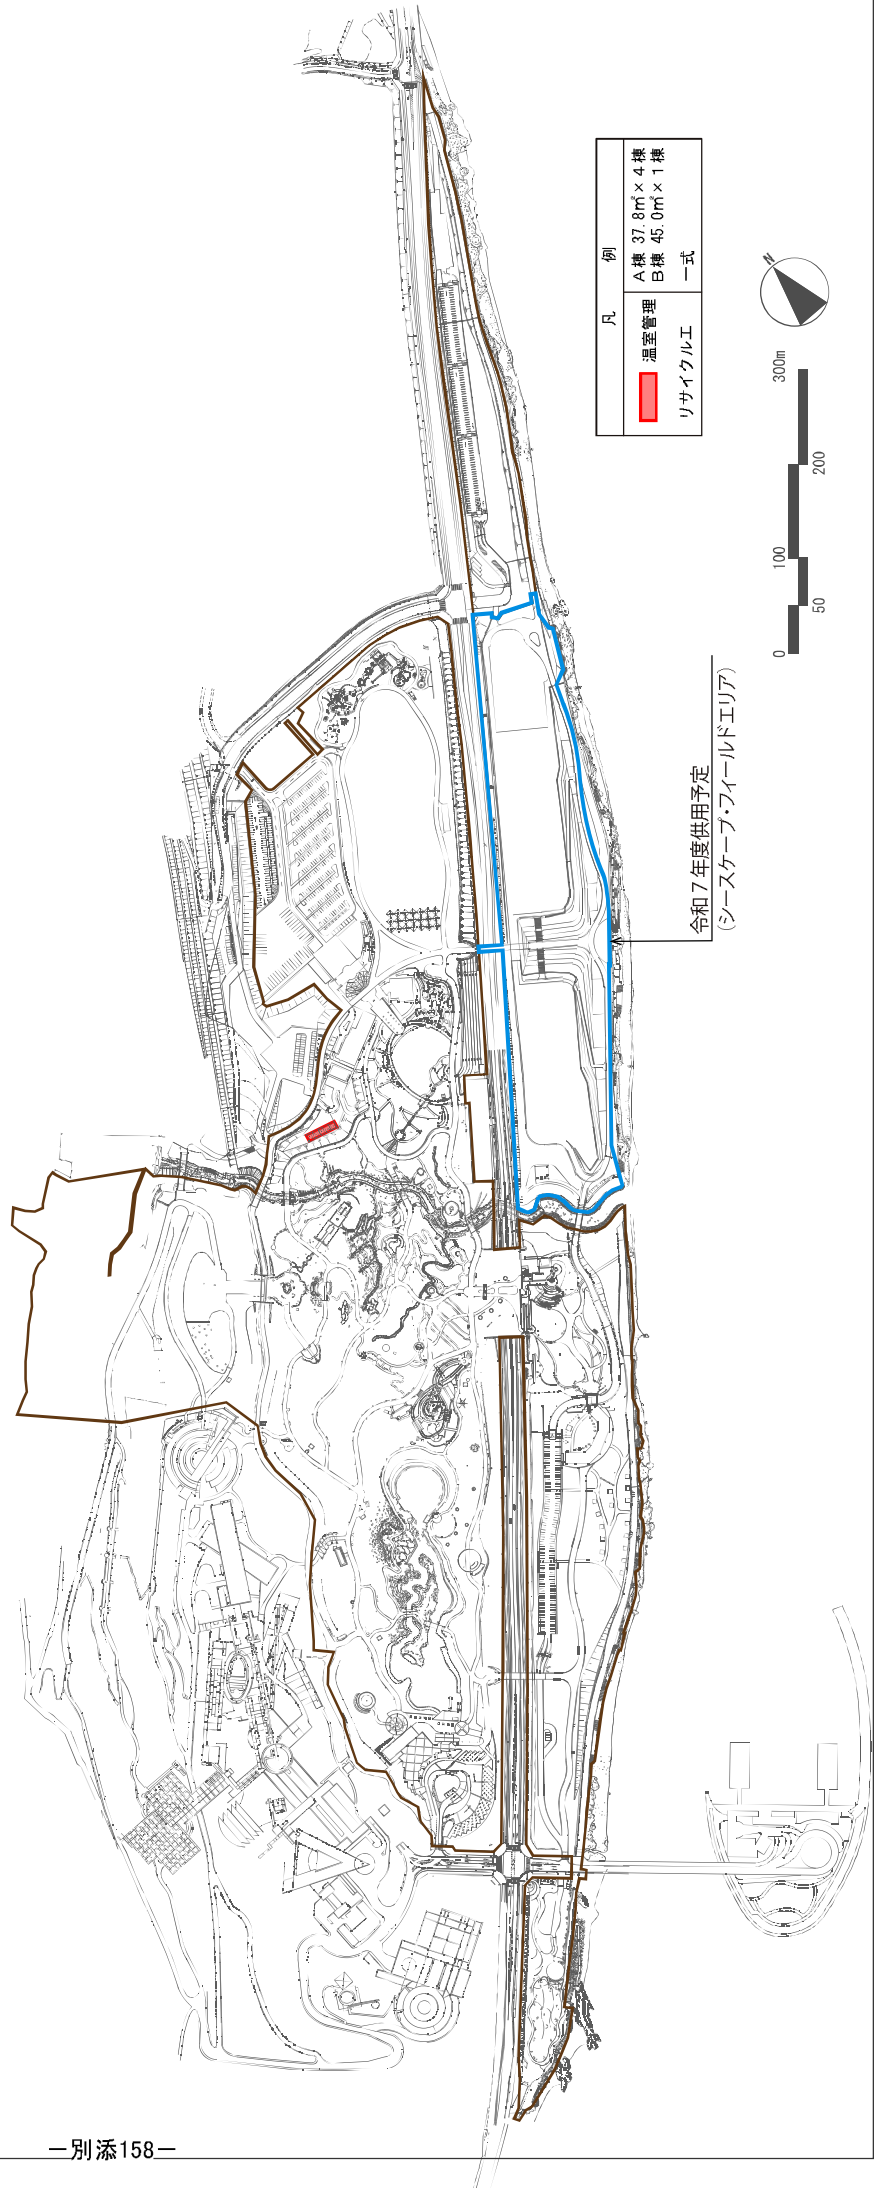 凡　例
温室管理　A棟 37.8㎡×4棟
B棟 45.0㎡×1棟
リサイクル工　一式
N
0　50　100　200　300m
令和7年度供用予定
(シースケープ・フィールドエリア)
－別添158－